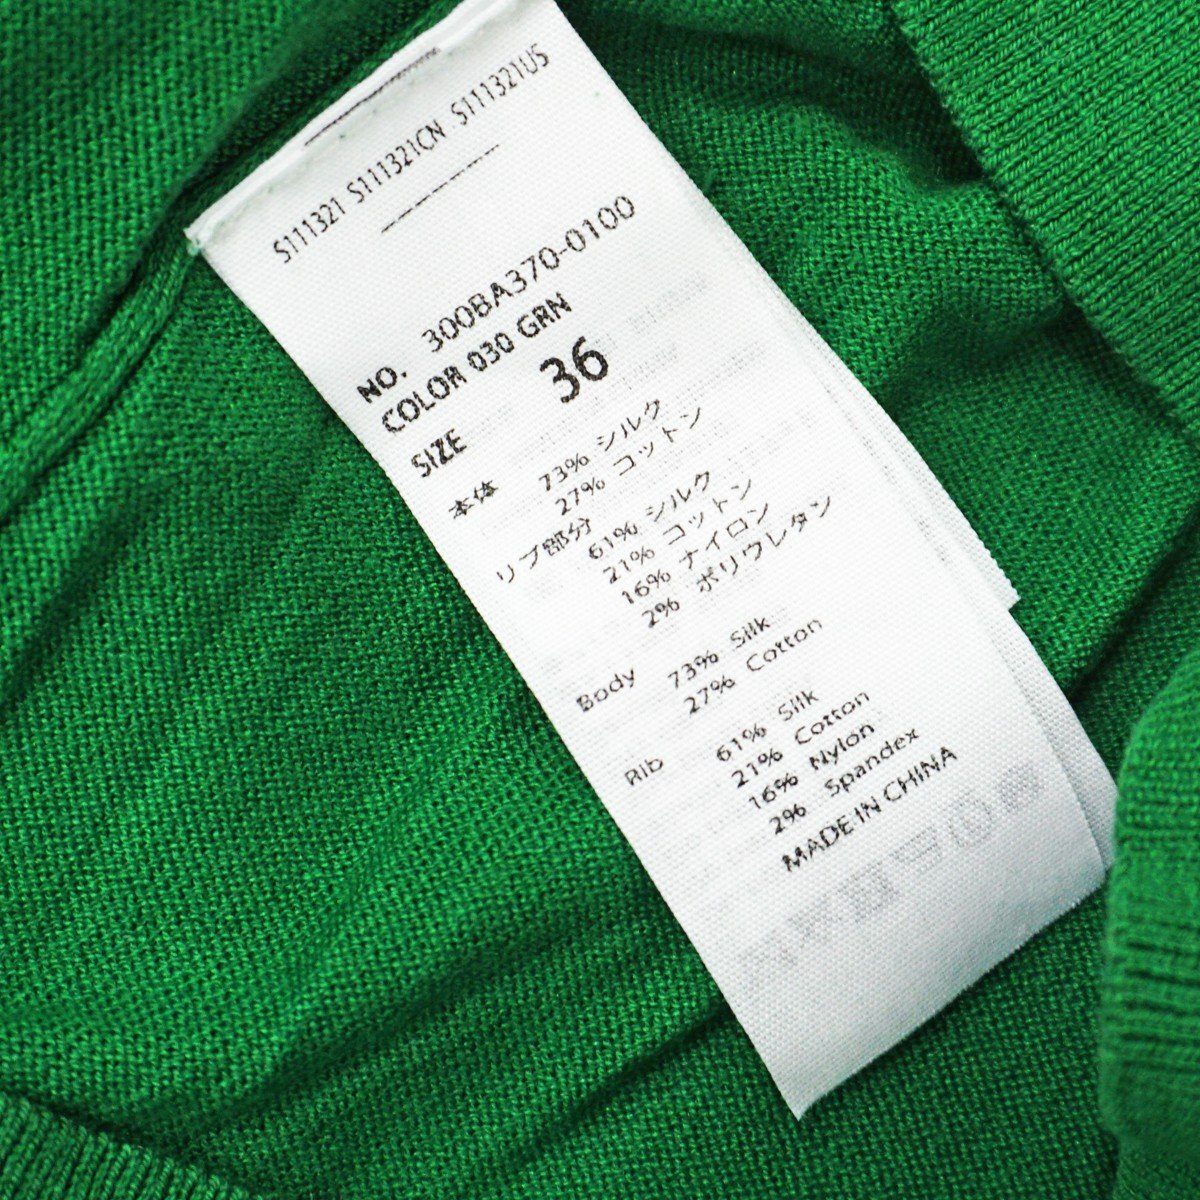 S111321 S111321CN S111321US
NO. 300BA370-0100
COLOR 030 GRN
SIZE 36
本体 73% シルク
27% コットン
リブ部分 61% シルク
21% コットン
16% ナイロン
2% ポリウレタン
Body 73% Silk
27% Cotton
Rib 61% Silk
21% Cotton
16% Nylon
2% Spandex
MADE IN CHINA